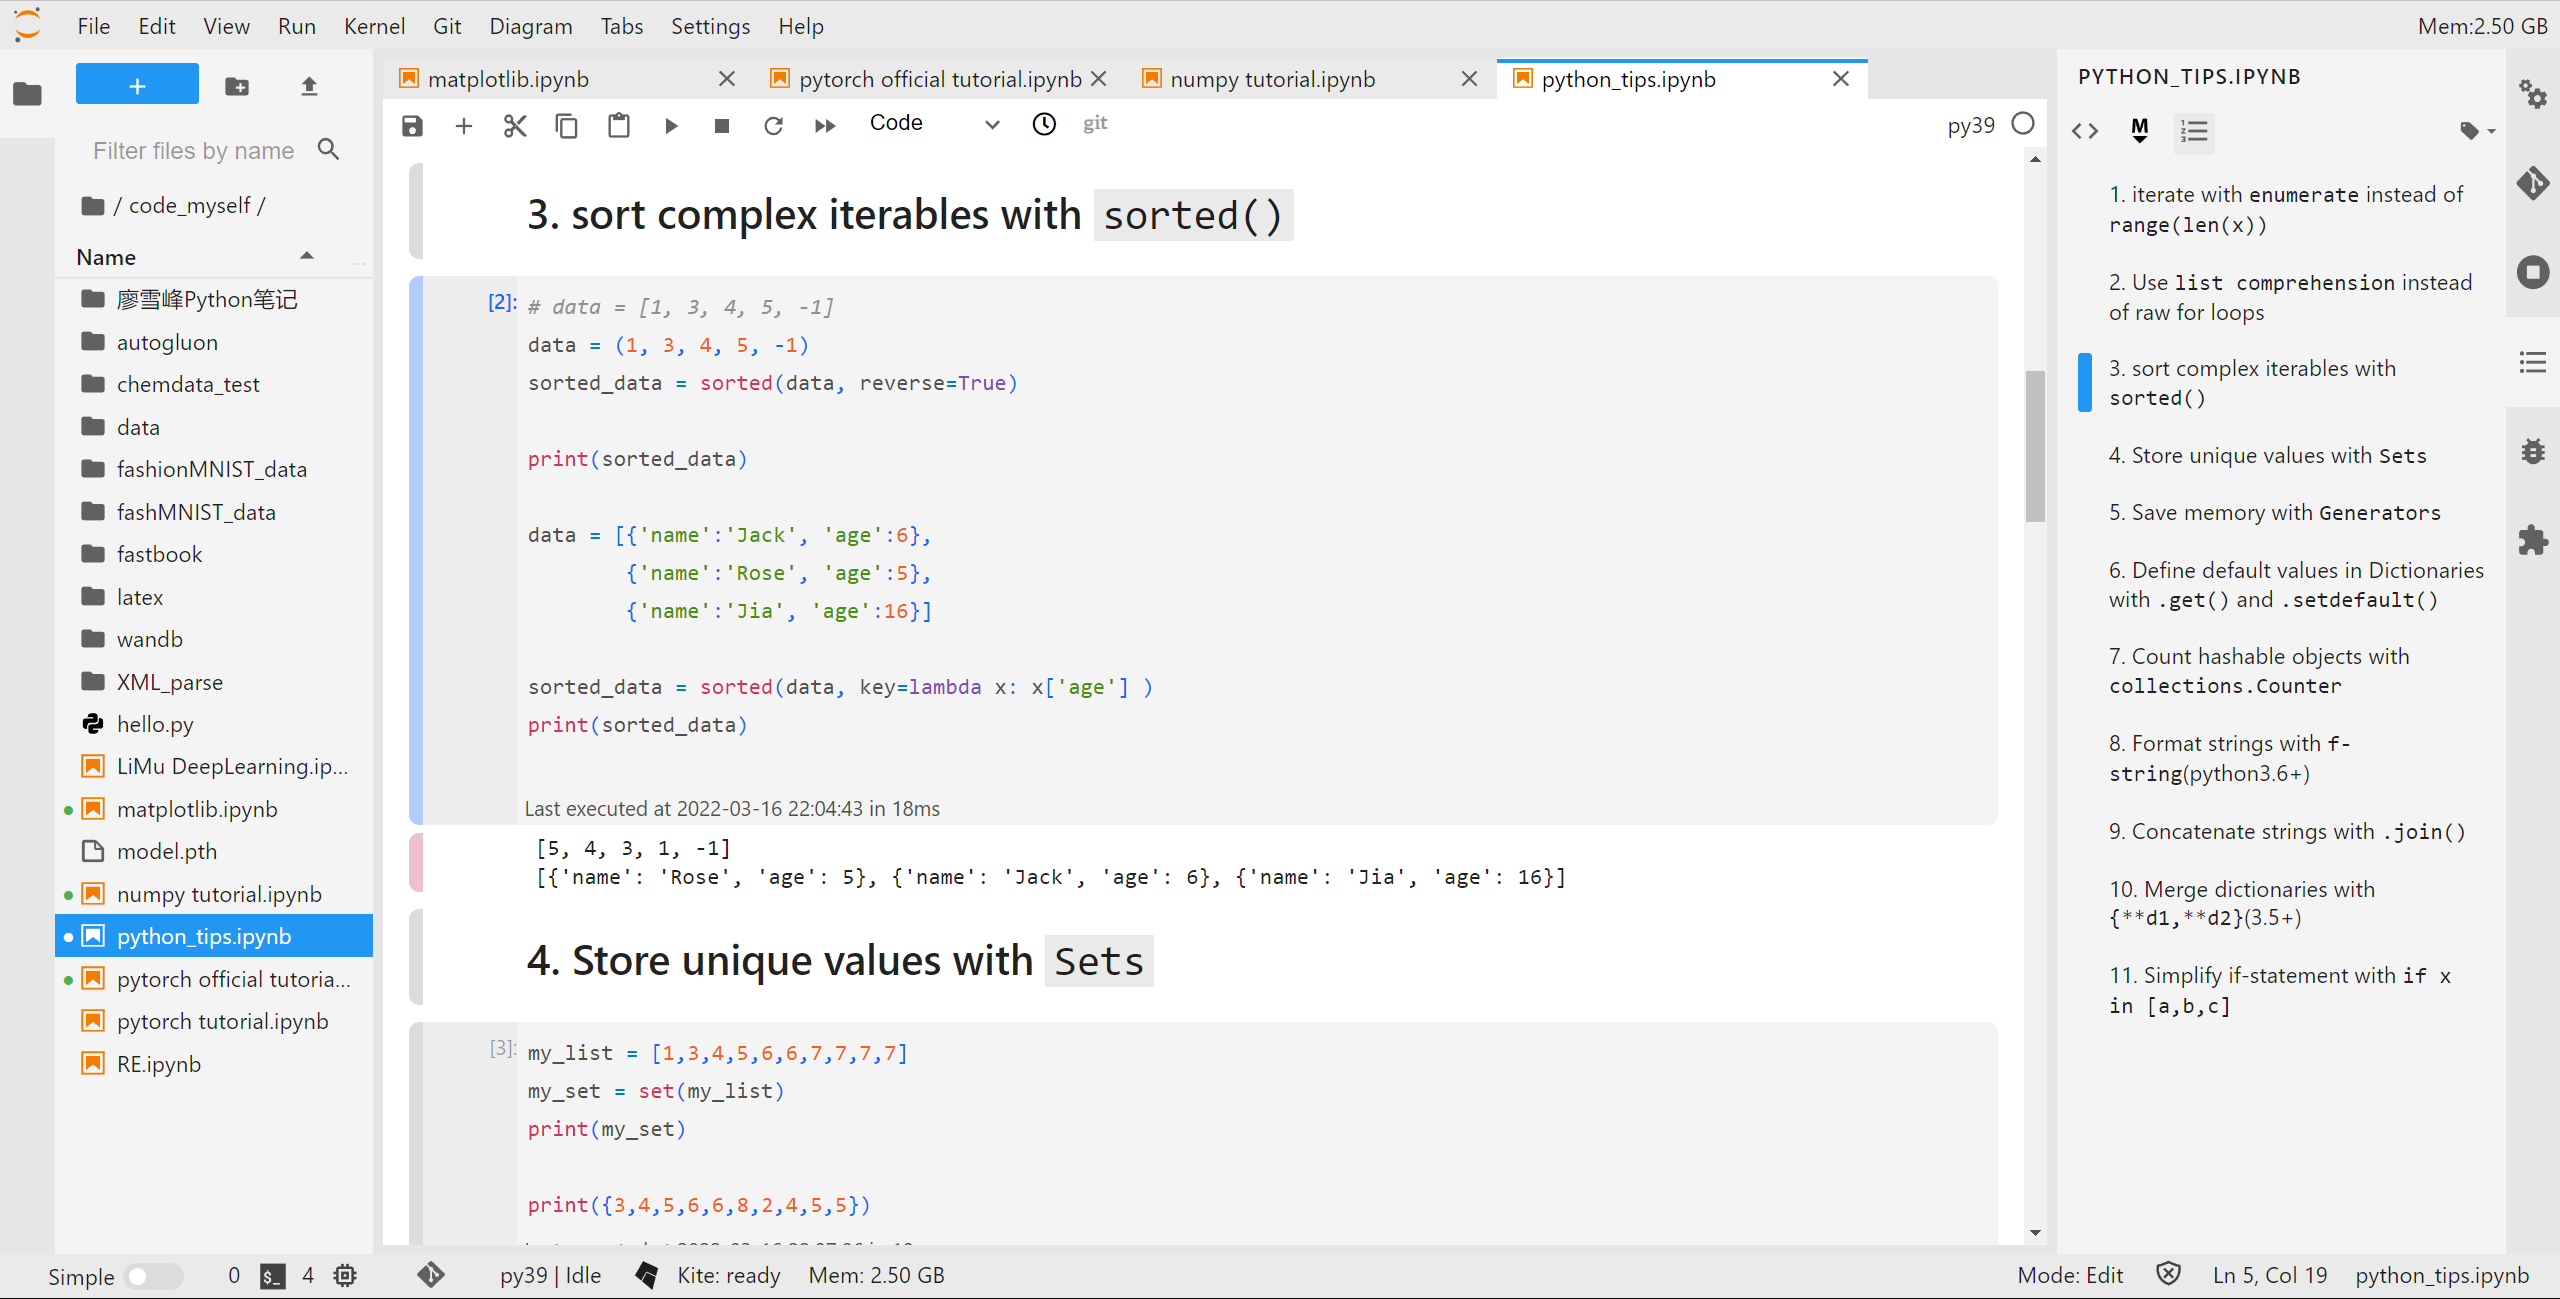 File Edit View Run Kernel Git Diagram Tabs Settings Help
Mem:2.50 GB
+
Filter files by name
/ code_myself /
Name
...
廖雪峰Python笔记
autogluon
chemdata_test
data
fashionMNIST_data
fashMNIST_data
fastbook
latex
wandb
XML_parse
hello.py
LiMu DeepLearning.ip...
matplotlib.ipynb
model.pth
numpy tutorial.ipynb
python_tips.ipynb
pytorch official tutoria...
pytorch tutorial.ipynb
RE.ipynb
matplotlib.ipynb
pytorch official tutorial.ipynb
numpy tutorial.ipynb
python_tips.ipynb
Code
git
py39
3. sort complex iterables with sorted()
[2]:
# data = [1, 3, 4, 5, -1]
data = (1, 3, 4, 5, -1)
sorted_data = sorted(data, reverse=True)
print(sorted_data)
data = [{'name':'Jack', 'age':6},
{'name':'Rose', 'age':5},
{'name':'Jia', 'age':16}]
sorted_data = sorted(data, key=lambda x: x['age'] )
print(sorted_data)
Last executed at 2022-03-16 22:04:43 in 18ms
[5, 4, 3, 1, -1]
[{'name': 'Rose', 'age': 5}, {'name': 'Jack', 'age': 6}, {'name': 'Jia', 'age': 16}]
4. Store unique values with Sets
[3]:
my_list = [1,3,4,5,6,6,7,7,7,7]
my_set = set(my_list)
print(my_set)
print({3,4,5,6,6,8,2,4,5,5})
PYTHON_TIPS.IPYNB
1. iterate with enumerate instead of
range(len(x))
2. Use list comprehension instead
of raw for loops
3. sort complex iterables with
sorted()
4. Store unique values with Sets
5. Save memory with Generators
6. Define default values in Dictionaries
with .get() and .setdefault()
7. Count hashable objects with
collections.Counter
8. Format strings with f-
string(python3.6+)
9. Concatenate strings with .join()
10. Merge dictionaries with
{**d1,**d2}(3.5+)
11. Simplify if-statement with if x
in [a,b,c]
Simple 0 $_ 4 py39 | Idle Kite: ready Mem: 2.50 GB
Mode: Edit Ln 5, Col 19 python_tips.ipynb